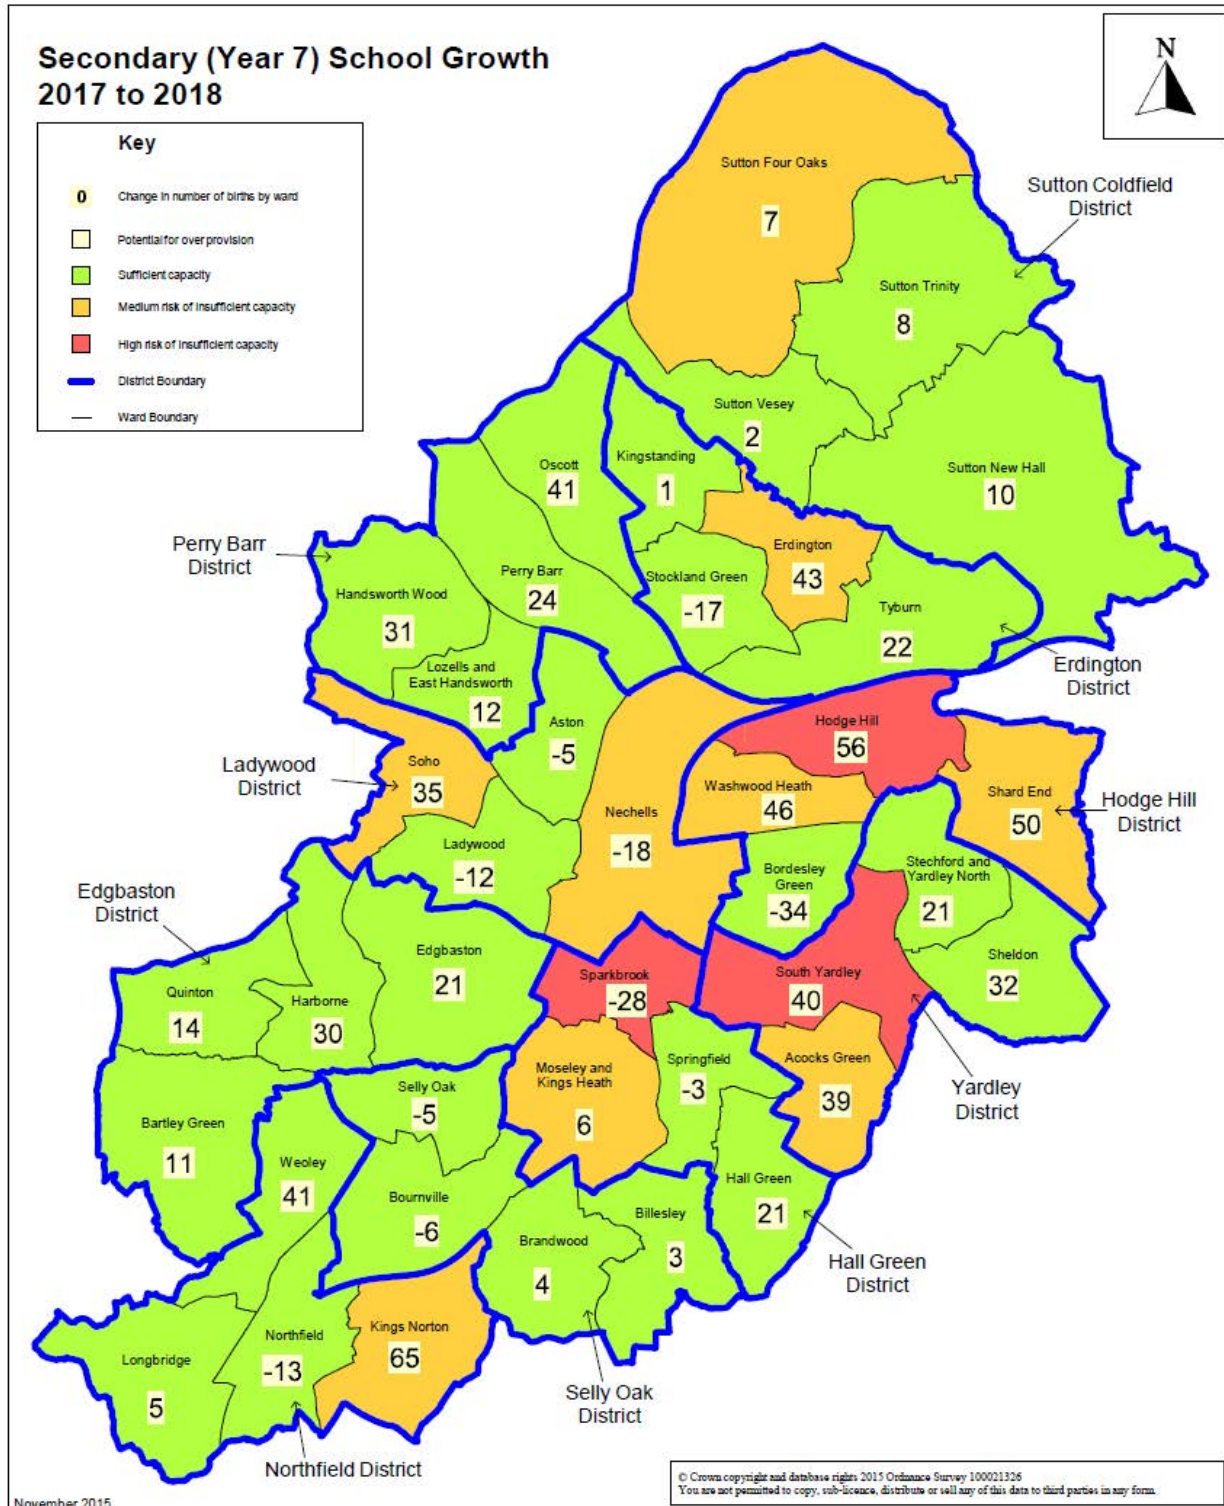 Secondary (Year 7) School Growth
2017 to 2018
N
Key
0 Change in number of births by ward
Potential for over provision
Sufficient capacity
Medium risk of insufficient capacity
High risk of insufficient capacity
District Boundary
Ward Boundary
Sutton Four Oaks
7
Sutton Coldfield
District
Sutton Trinity
8
Sutton Vesey
2
Sutton New Hall
10
Oscott
41
Kingstanding
1
Perry Barr
District
Erdington
43
Stockland Green
-17
Perry Barr
24
Handsworth Wood
31
Tyburn
22
Erdington
District
Lozells and
East Handsworth
12
Aston
-5
Hodge Hill
56
Ladywood
District
Soho
35
Washwood Heath
46
Shard End
50
Hodge Hill
District
Nechells
-18
Ladywood
-12
Bordesley
Green
-34
Stechford and
Yardley North
21
Edgbaston
District
Edgbaston
21
Sheldon
32
Sparkbrook
-28
South Yardley
40
Quinton
14
Harborne
30
Springfield
-3
Acocks Green
39
Moseley and
Kings Heath
6
Selly Oak
-5
Yardley
District
Bartley Green
11
Weoley
41
Bournville
-6
Hall Green
21
Billesley
3
Brandwood
4
Hall Green
District
Kings Norton
65
Northfield
-13
Longbridge
5
Selly Oak
District
Northfield District
© Crown copyright and database rights 2015 Ordnance Survey 100021326
You are not permitted to copy, sub-licence, distribute or sell any of this data to third parties in any form.
November 2015